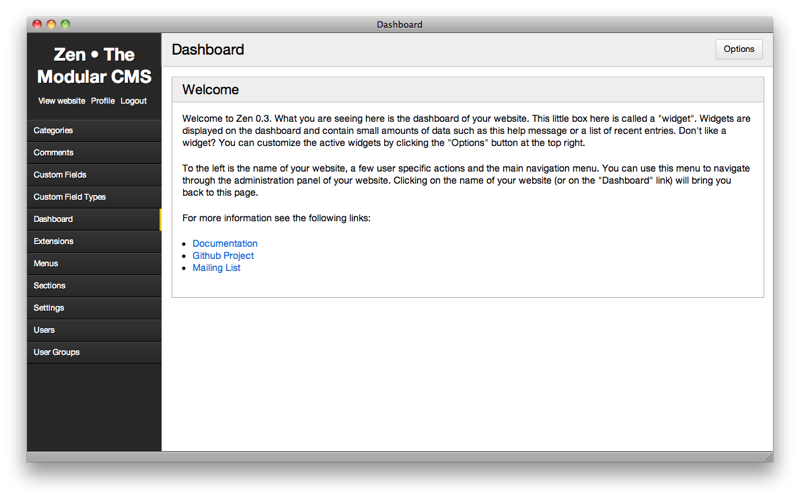 Dashboard
Zen • The
Modular CMS
View website Profile Logout
Categories
Comments
Custom Fields
Custom Field Types
Dashboard
Extensions
Menus
Sections
Settings
Users
User Groups
Dashboard
Options
Welcome
Welcome to Zen 0.3. What you are seeing here is the dashboard of your website. This little box here is called a "widget". Widgets are
displayed on the dashboard and contain small amounts of data such as this help message or a list of recent entries. Don't like a
widget? You can customize the active widgets by clicking the "Options" button at the top right.
To the left is the name of your website, a few user specific actions and the main navigation menu. You can use this menu to navigate
through the administration panel of your website. Clicking on the name of your website (or on the "Dashboard" link) will bring you
back to this page.
For more information see the following links:
• Documentation
• Github Project
• Mailing List